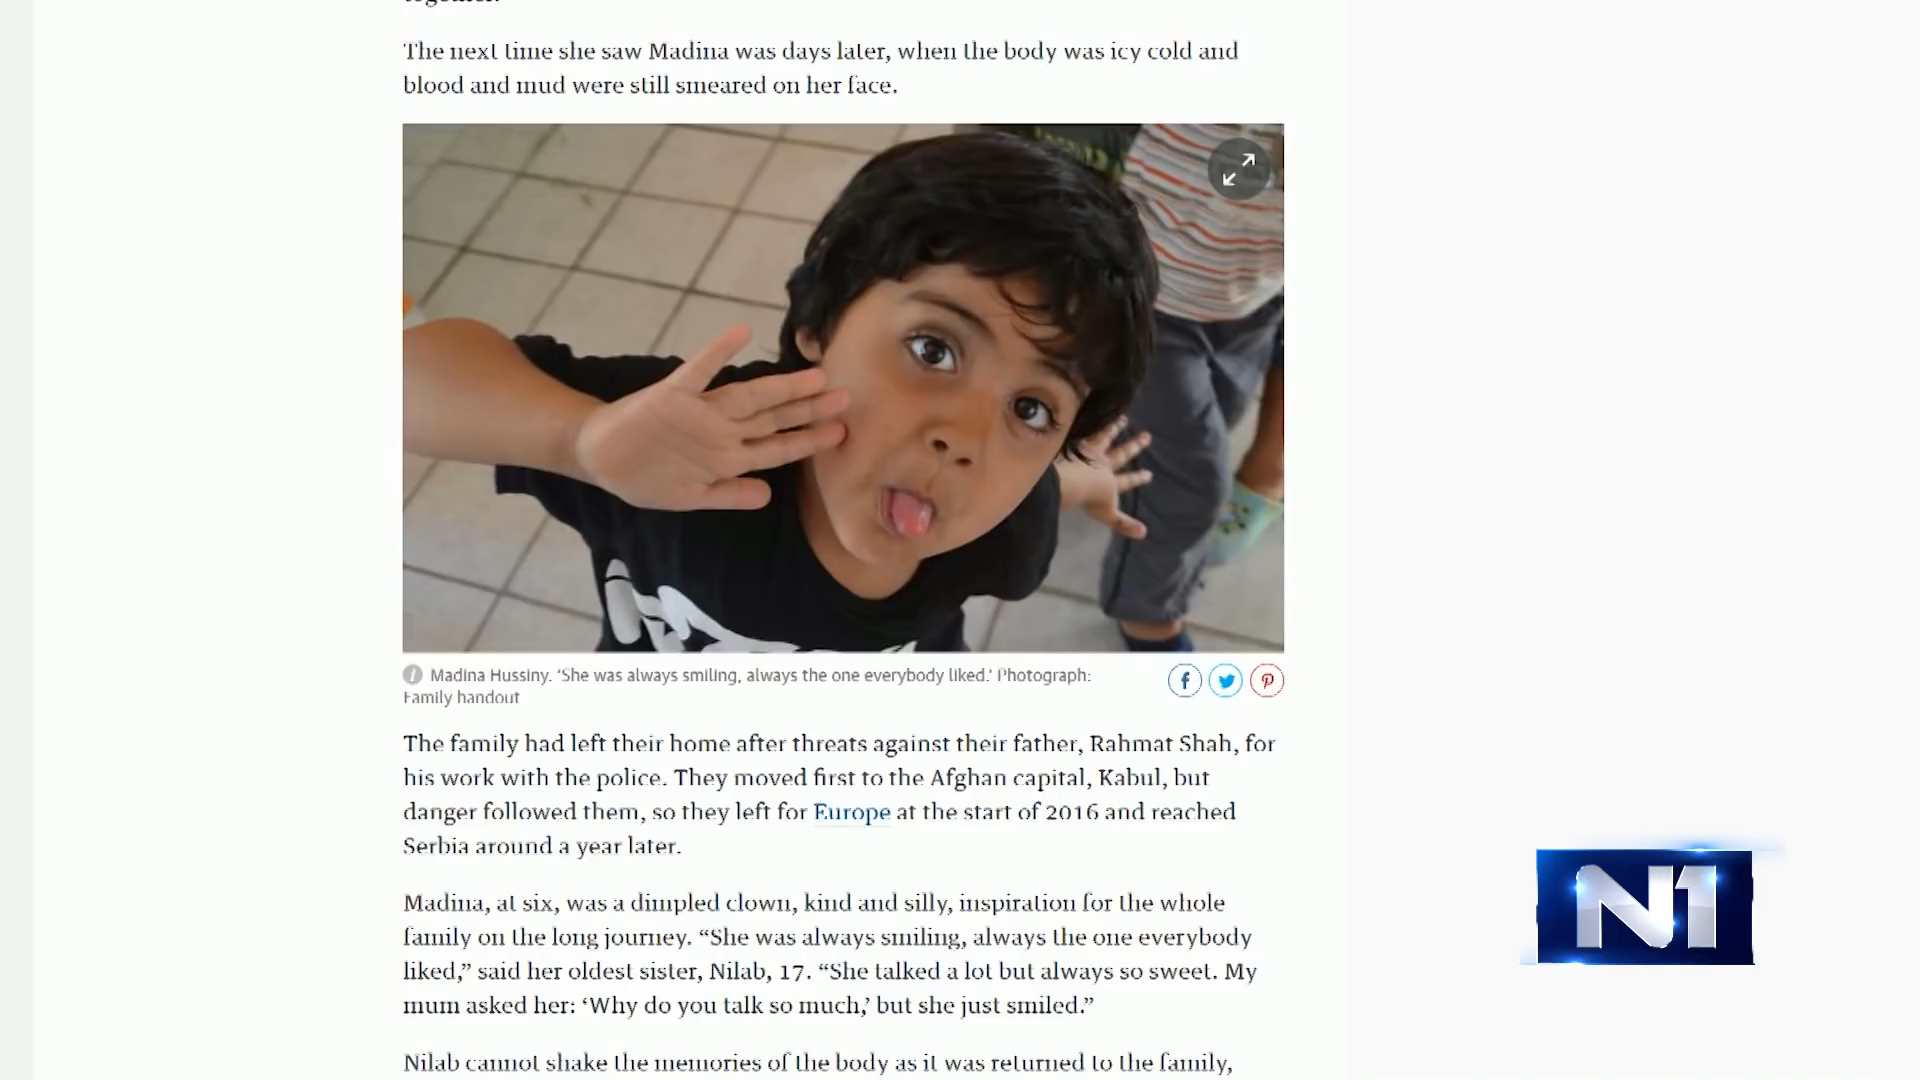 together.
The next time she saw Madina was days later, when the body was icy cold and
blood and mud were still smeared on her face.
Madina Hussiny. ‘She was always smiling, always the one everybody liked.’ Photograph:
Family handout
The family had left their home after threats against their father, Rahmat Shah, for
his work with the police. They moved first to the Afghan capital, Kabul, but
danger followed them, so they left for Europe at the start of 2016 and reached
Serbia around a year later.
Madina, at six, was a dimpled clown, kind and silly, inspiration for the whole
family on the long journey. “She was always smiling, always the one everybody
liked,” said her oldest sister, Nilab, 17. “She talked a lot but always so sweet. My
mum asked her: ‘Why do you talk so much,’ but she just smiled.”
Nilab cannot shake the memories of the body as it was returned to the family,
N1